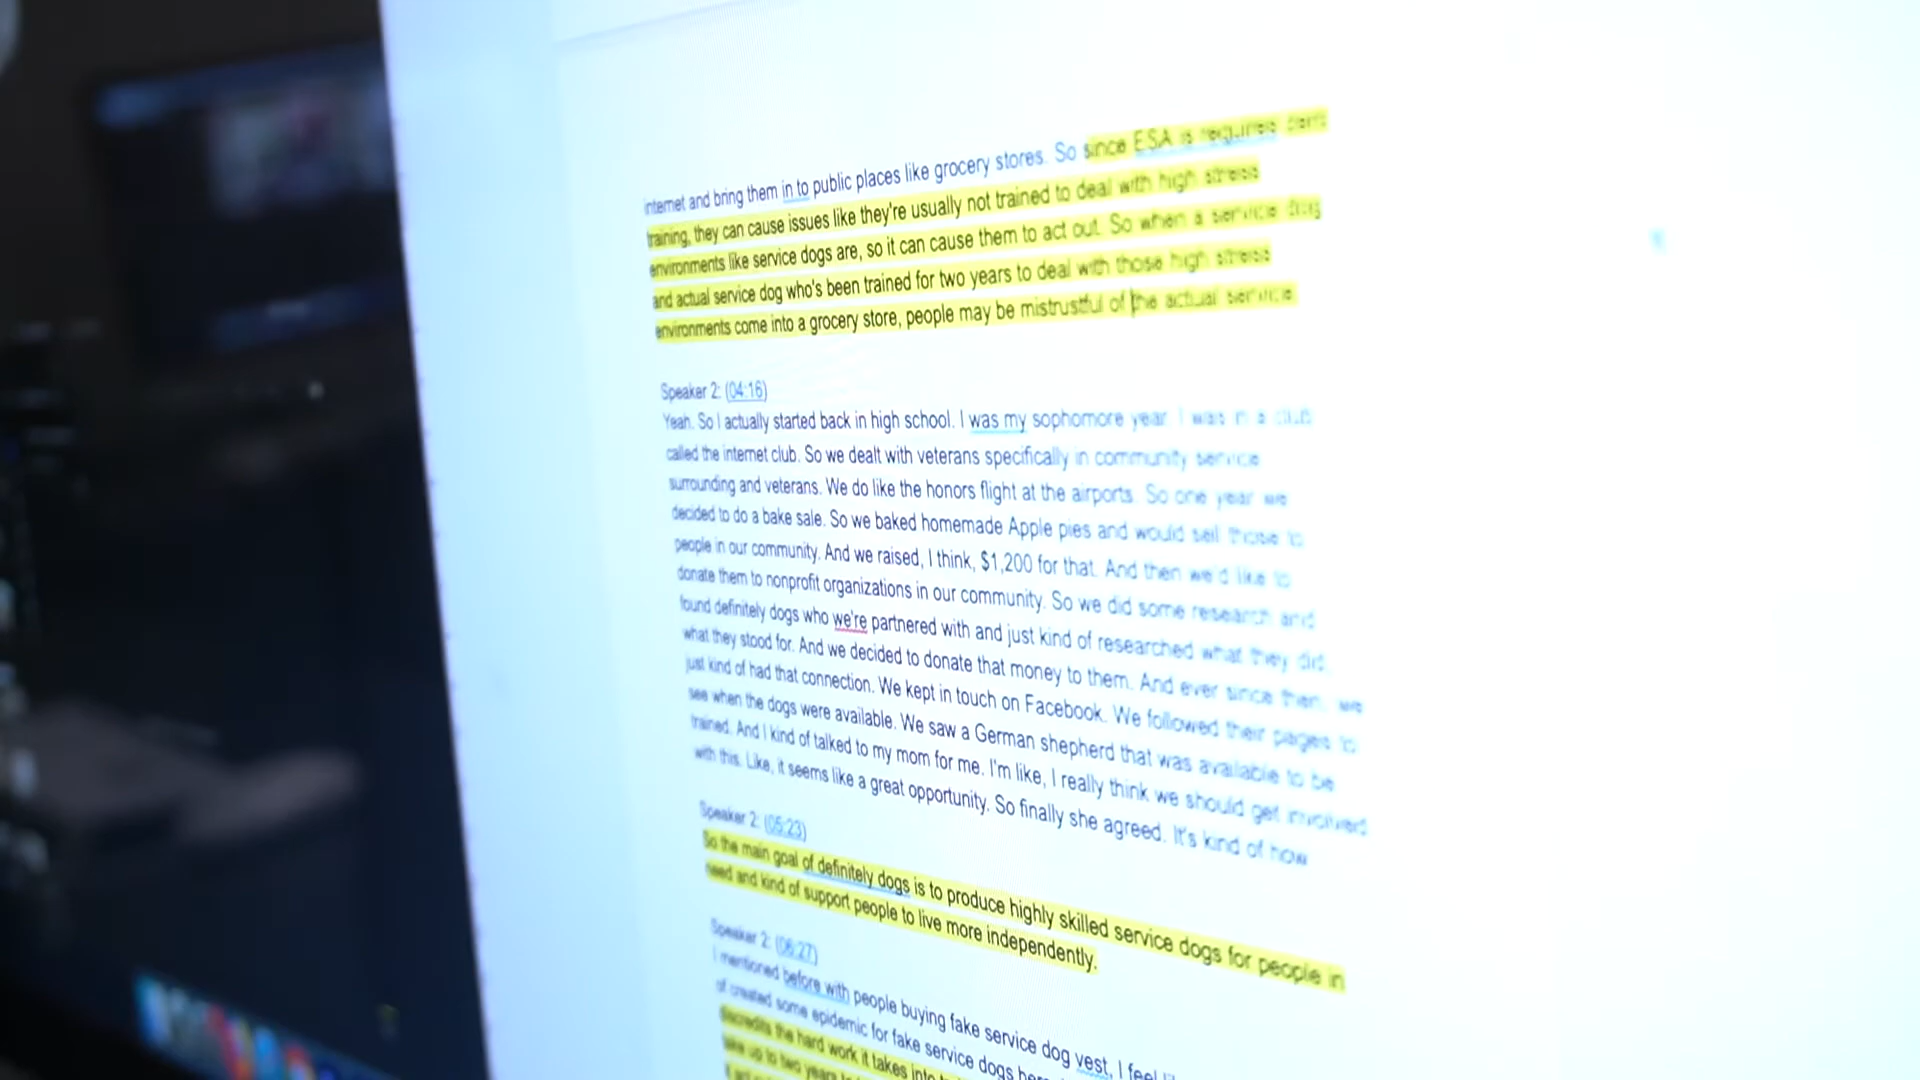 internet and bring them in to public places like grocery stores. So since ESA is requires
training, they can cause issues like they're usually not trained to deal with high stress
environments like service dogs are, so it can cause them to act out. So when a service dog
and actual service dog who's been trained for two years to deal with those high stress
environments come into a grocery store, people may be mistrustful of the actual service
Speaker 2: (04:16)
Yeah. So I actually started back in high school. I was my sophomore year. I was in a club
called the internet club. So we dealt with veterans specifically in community service
surrounding and veterans. We do like the honors flight at the airports. So one year we
decided to do a bake sale. So we baked homemade Apple pies and would sell those to
people in our community. And we raised, I think, $1,200 for that. And then we'd like to
donate them to nonprofit organizations in our community. So we did some research and
found definitely dogs who we're partnered with and just kind of researched what they did,
what they stood for. And we decided to donate that money to them. And ever since then, we
just kind of had that connection. We kept in touch on Facebook. We followed their pages to
see when the dogs were available. We saw a German shepherd that was available to be
trained. And I kind of talked to my mom for me. I'm like, I really think we should get involved
with this. Like, it seems like a great opportunity. So finally she agreed. It's kind of how
Speaker 2: (05:23)
So the main goal of definitely dogs is to produce highly skilled service dogs for people in
need and kind of support people to live more independently.
Speaker 2: (06:27)
I mentioned before with people buying fake service dog vest, I feel
of created some epidemic for fake service dogs
discredits the hard work it takes into
take up to two years